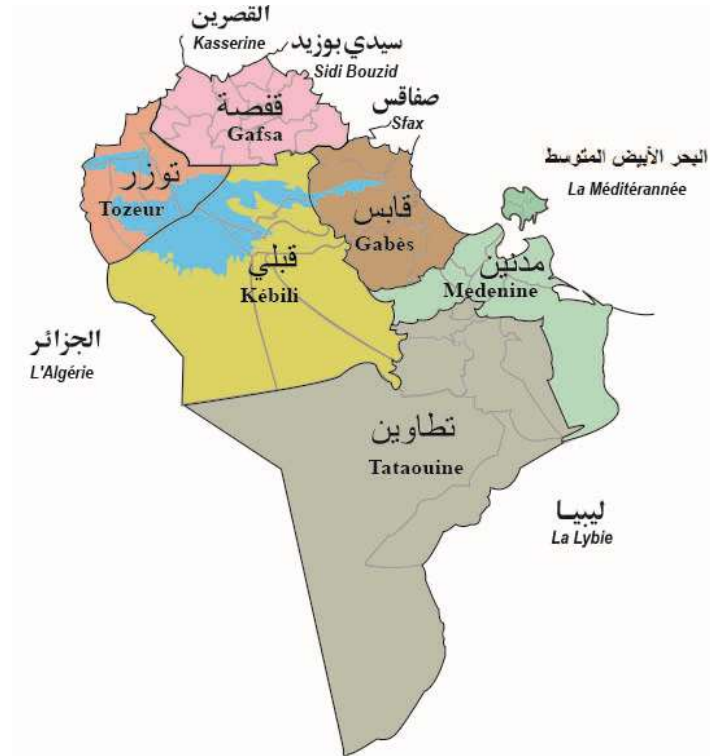 القصرين
Kasserine
سيدي بوزيد
Sidi Bouzid
قفصة
Gafsa
صفاقس
Sfax
البحر الأبيض المتوسط
La Méditérannée
توزر
Tozeur
قابس
Gabès
قبلي
Kébili
مدنين
Medenine
الجزائر
L'Algérie
تطاوين
Tataouine
ليبيا
La Lybie